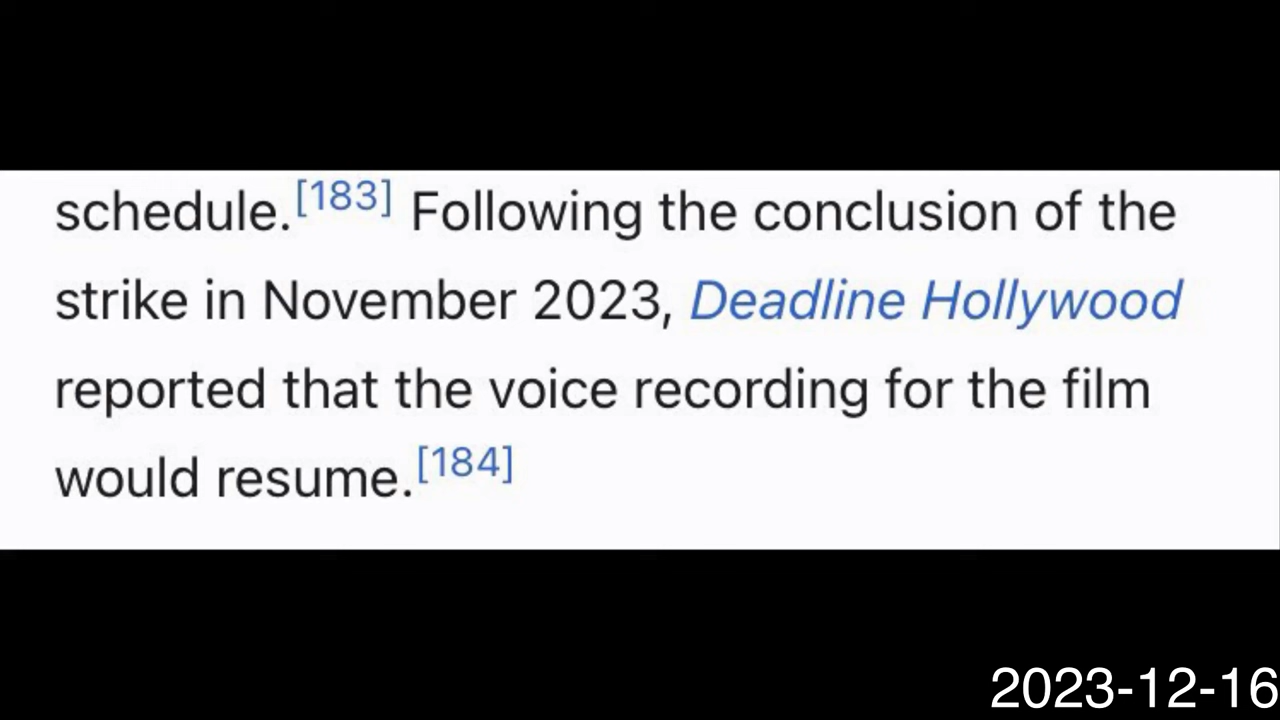 schedule.[183] Following the conclusion of the
strike in November 2023, Deadline Hollywood
reported that the voice recording for the film
would resume.[184]
2023-12-16